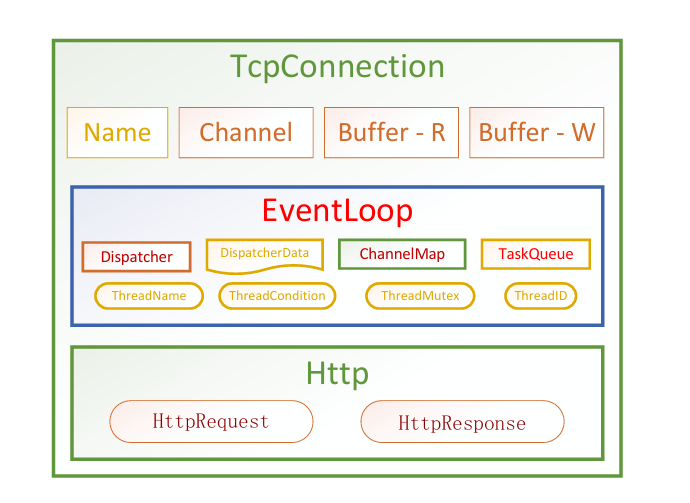 TcpConnection
Name Channel Buffer - R Buffer - W
EventLoop
Dispatcher DispatcherData ChannelMap TaskQueue
ThreadName ThreadCondition ThreadMutex ThreadID
Http
HttpRequest HttpResponse